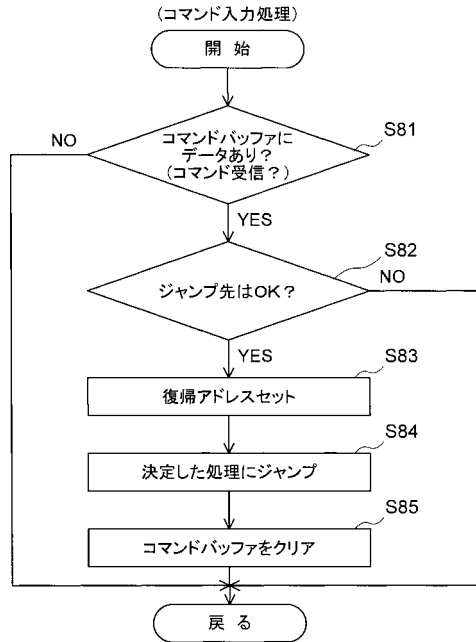 (コマンド入力処理)
開 始
コマンドバッファに
データあり?
(コマンド受信?)
S81
NO
YES
ジャンプ先はOK?
S82
NO
YES
復帰アドレスセット
S83
決定した処理にジャンプ
S84
コマンドバッファをクリア
S85
戻 る